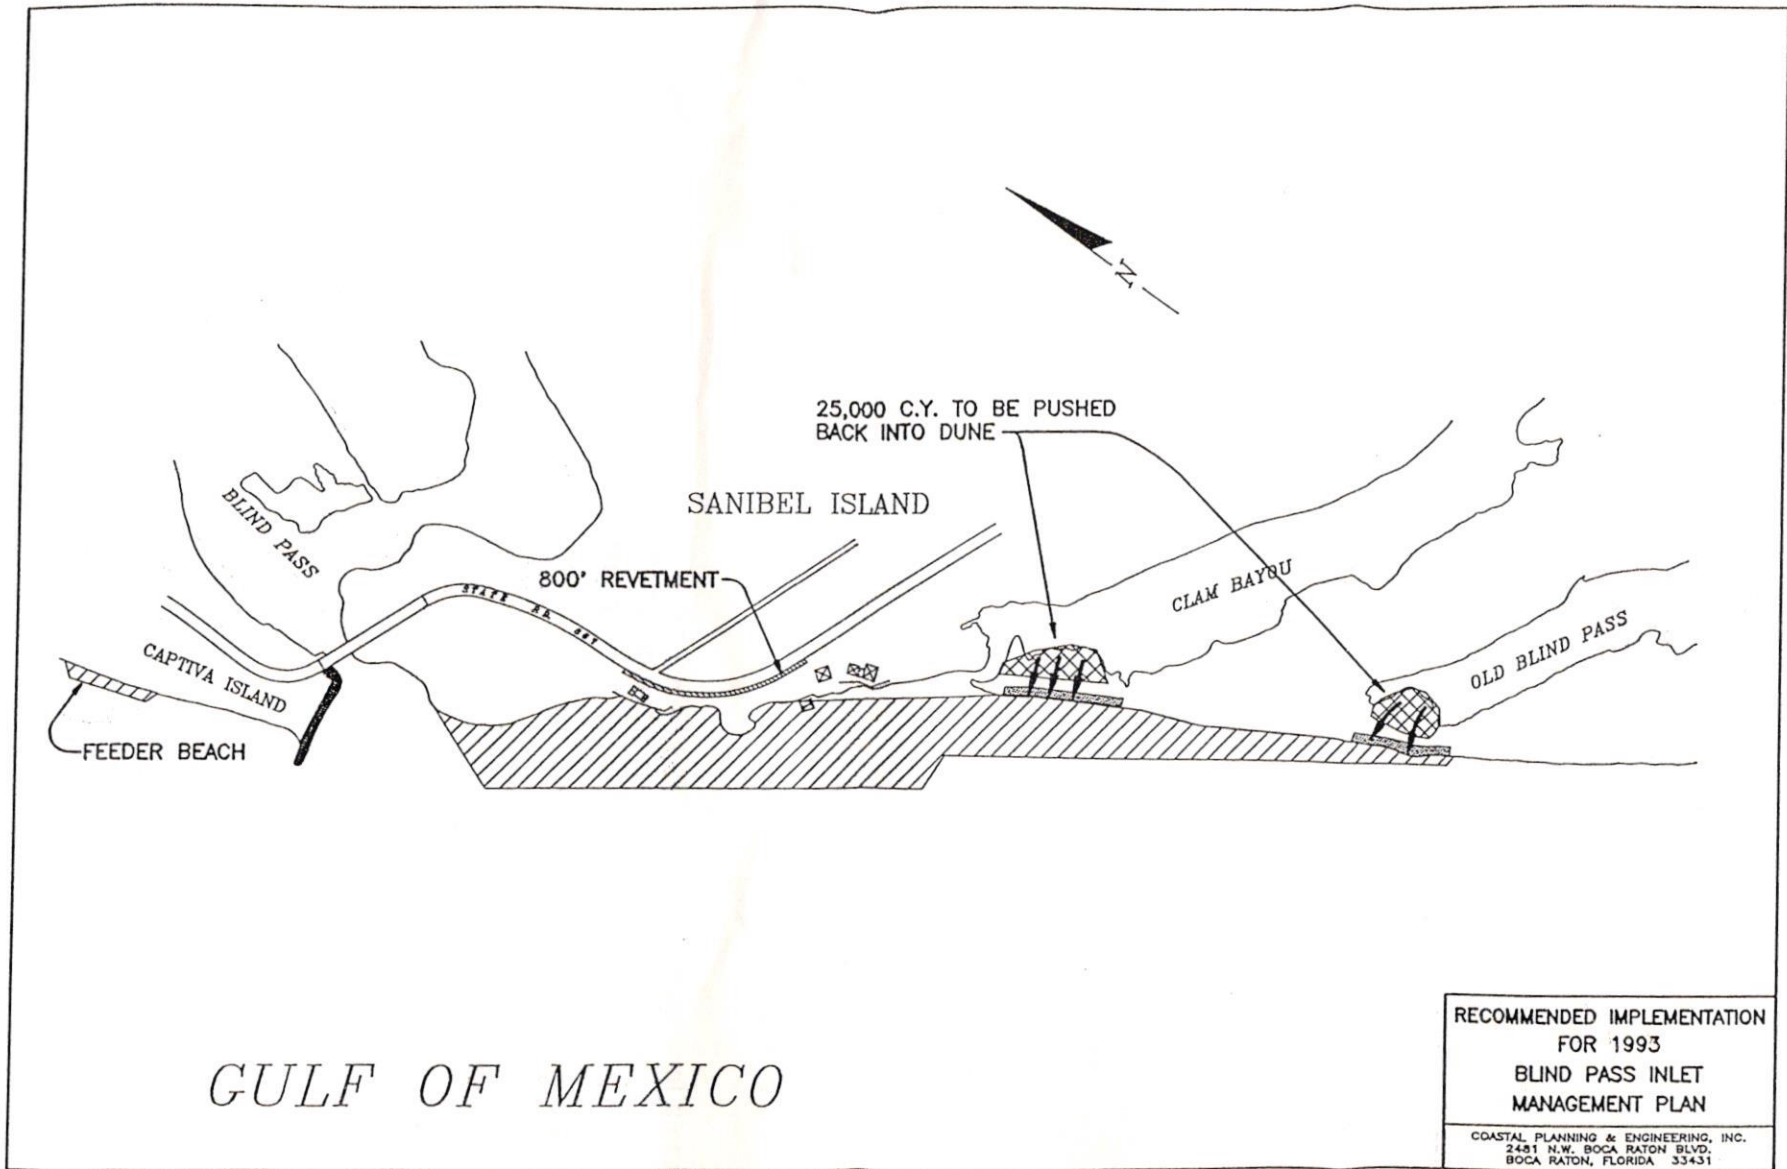 N
25,000 C.Y. TO BE PUSHED
BACK INTO DUNE
SANIBEL ISLAND
BLIND PASS
800' REVETMENT
STATE RD.
CLAM BAYOU
CAPTIVA ISLAND
OLD BLIND PASS
FEEDER BEACH
GULF OF MEXICO
RECOMMENDED IMPLEMENTATION
FOR 1993
BLIND PASS INLET
MANAGEMENT PLAN
COASTAL PLANNING & ENGINEERING, INC.
2481 N.W. BOCA RATON BLVD.
BOCA RATON, FLORIDA 33431